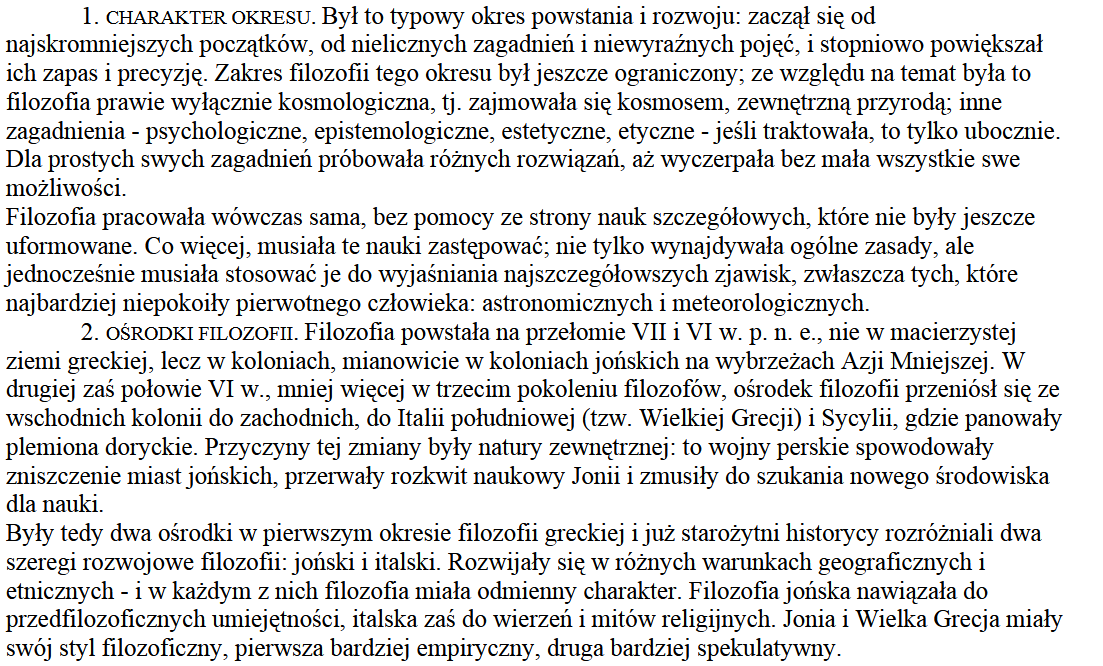 1. CHARAKTER OKRESU. Był to typowy okres powstania i rozwoju: zaczął się od
najskromniejszych początków, od nielicznych zagadnień i niewyraźnych pojęć, i stopniowo powiększał
ich zapas i precyzję. Zakres filozofii tego okresu był jeszcze ograniczony; ze względu na temat była to
filozofia prawie wyłącznie kosmologiczna, tj. zajmowała się kosmosem, zewnętrzną przyrodą; inne
zagadnienia - psychologiczne, epistemologiczne, estetyczne, etyczne - jeśli traktowała, to tylko ubocznie.
Dla prostych swych zagadnień próbowała różnych rozwiązań, aż wyczerpała bez mała wszystkie swe
możliwości.
Filozofia pracowała wówczas sama, bez pomocy ze strony nauk szczegółowych, które nie były jeszcze
uformowane. Co więcej, musiała te nauki zastępować; nie tylko wynajdywała ogólne zasady, ale
jednocześnie musiała stosować je do wyjaśniania najszczegółowszych zjawisk, zwłaszcza tych, które
najbardziej niepokoiły pierwotnego człowieka: astronomicznych i meteorologicznych.
2. OŚRODKI FILOZOFII. Filozofia powstała na przełomie VII i VI w. p. n. e., nie w macierzystej
ziemi greckiej, lecz w koloniach, mianowicie w koloniach jońskich na wybrzeżach Azji Mniejszej. W
drugiej zaś połowie VI w., mniej więcej w trzecim pokoleniu filozofów, ośrodek filozofii przeniósł się ze
wschodnich kolonii do zachodnich, do Italii południowej (tzw. Wielkiej Grecji) i Sycylii, gdzie panowały
plemiona doryckie. Przyczyny tej zmiany były natury zewnętrznej: to wojny perskie spowodowały
zniszczenie miast jońskich, przerwały rozkwit naukowy Jonii i zmusiły do szukania nowego środowiska
dla nauki.
Były tedy dwa ośrodki w pierwszym okresie filozofii greckiej i już starożytni historycy rozróżniali dwa
szeregi rozwojowe filozofii: joński i italski. Rozwijały się w różnych warunkach geograficznych i
etnicznych - i w każdym z nich filozofia miała odmienny charakter. Filozofia jońska nawiązała do
przedfilozoficznych umiejętności, italska zaś do wierzeń i mitów religijnych. Jonia i Wielka Grecja miały
swój styl filozoficzny, pierwsza bardziej empiryczny, druga bardziej spekulatywny.